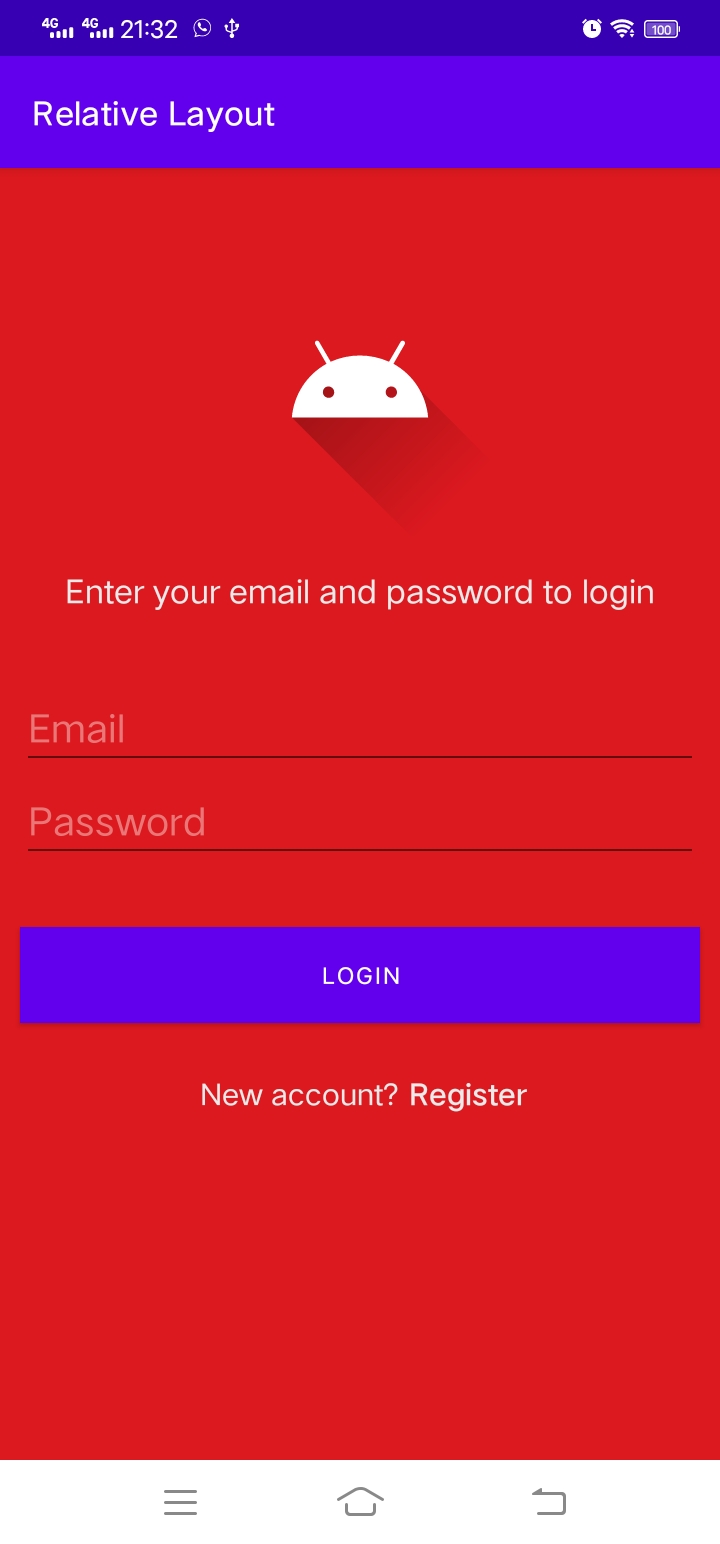 4G 4G 21:32 100
Relative Layout
Enter your email and password to login
Email
Password
LOGIN
New account? Register